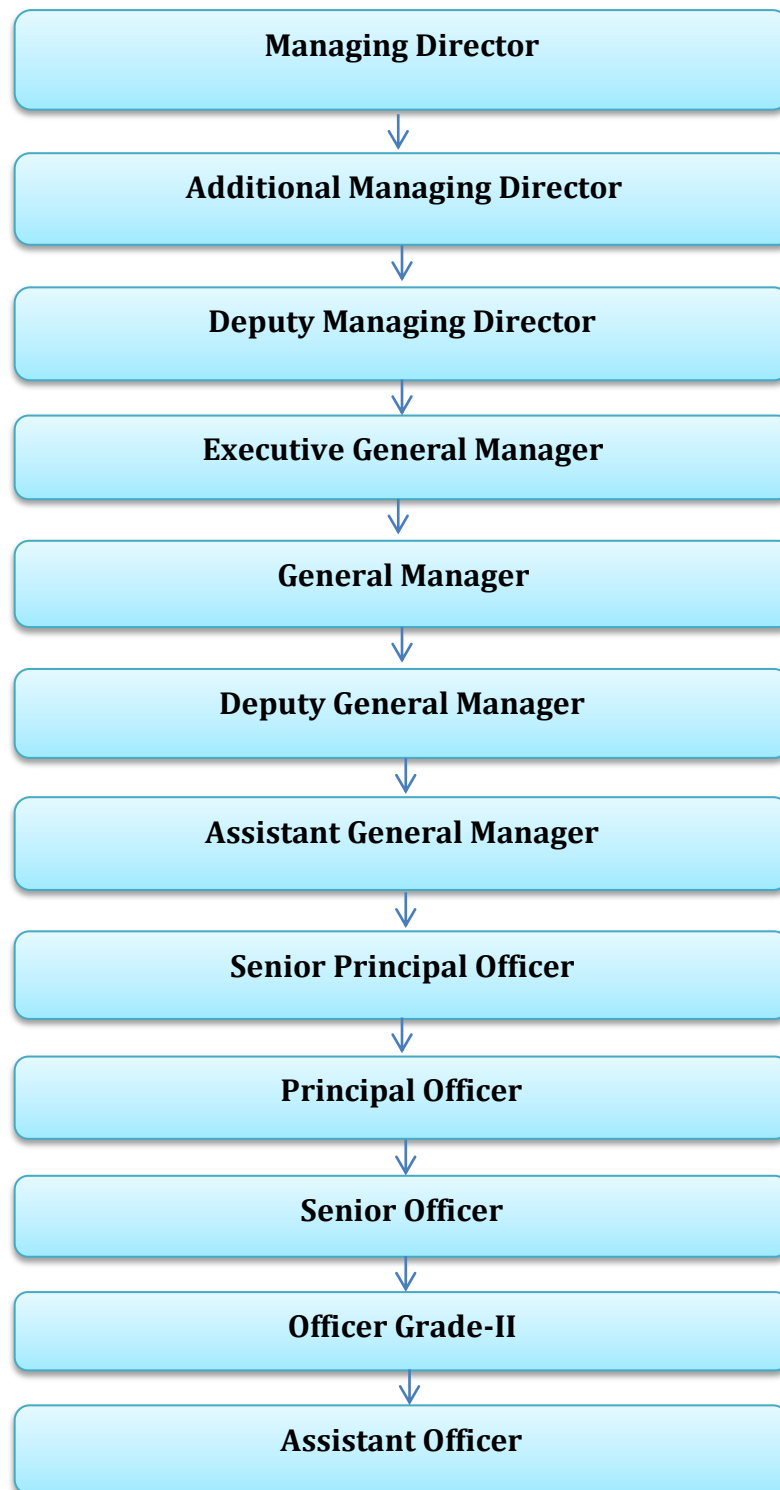 Managing Director
Additional Managing Director
Deputy Managing Director
Executive General Manager
General Manager
Deputy General Manager
Assistant General Manager
Senior Principal Officer
Principal Officer
Senior Officer
Officer Grade-II
Assistant Officer